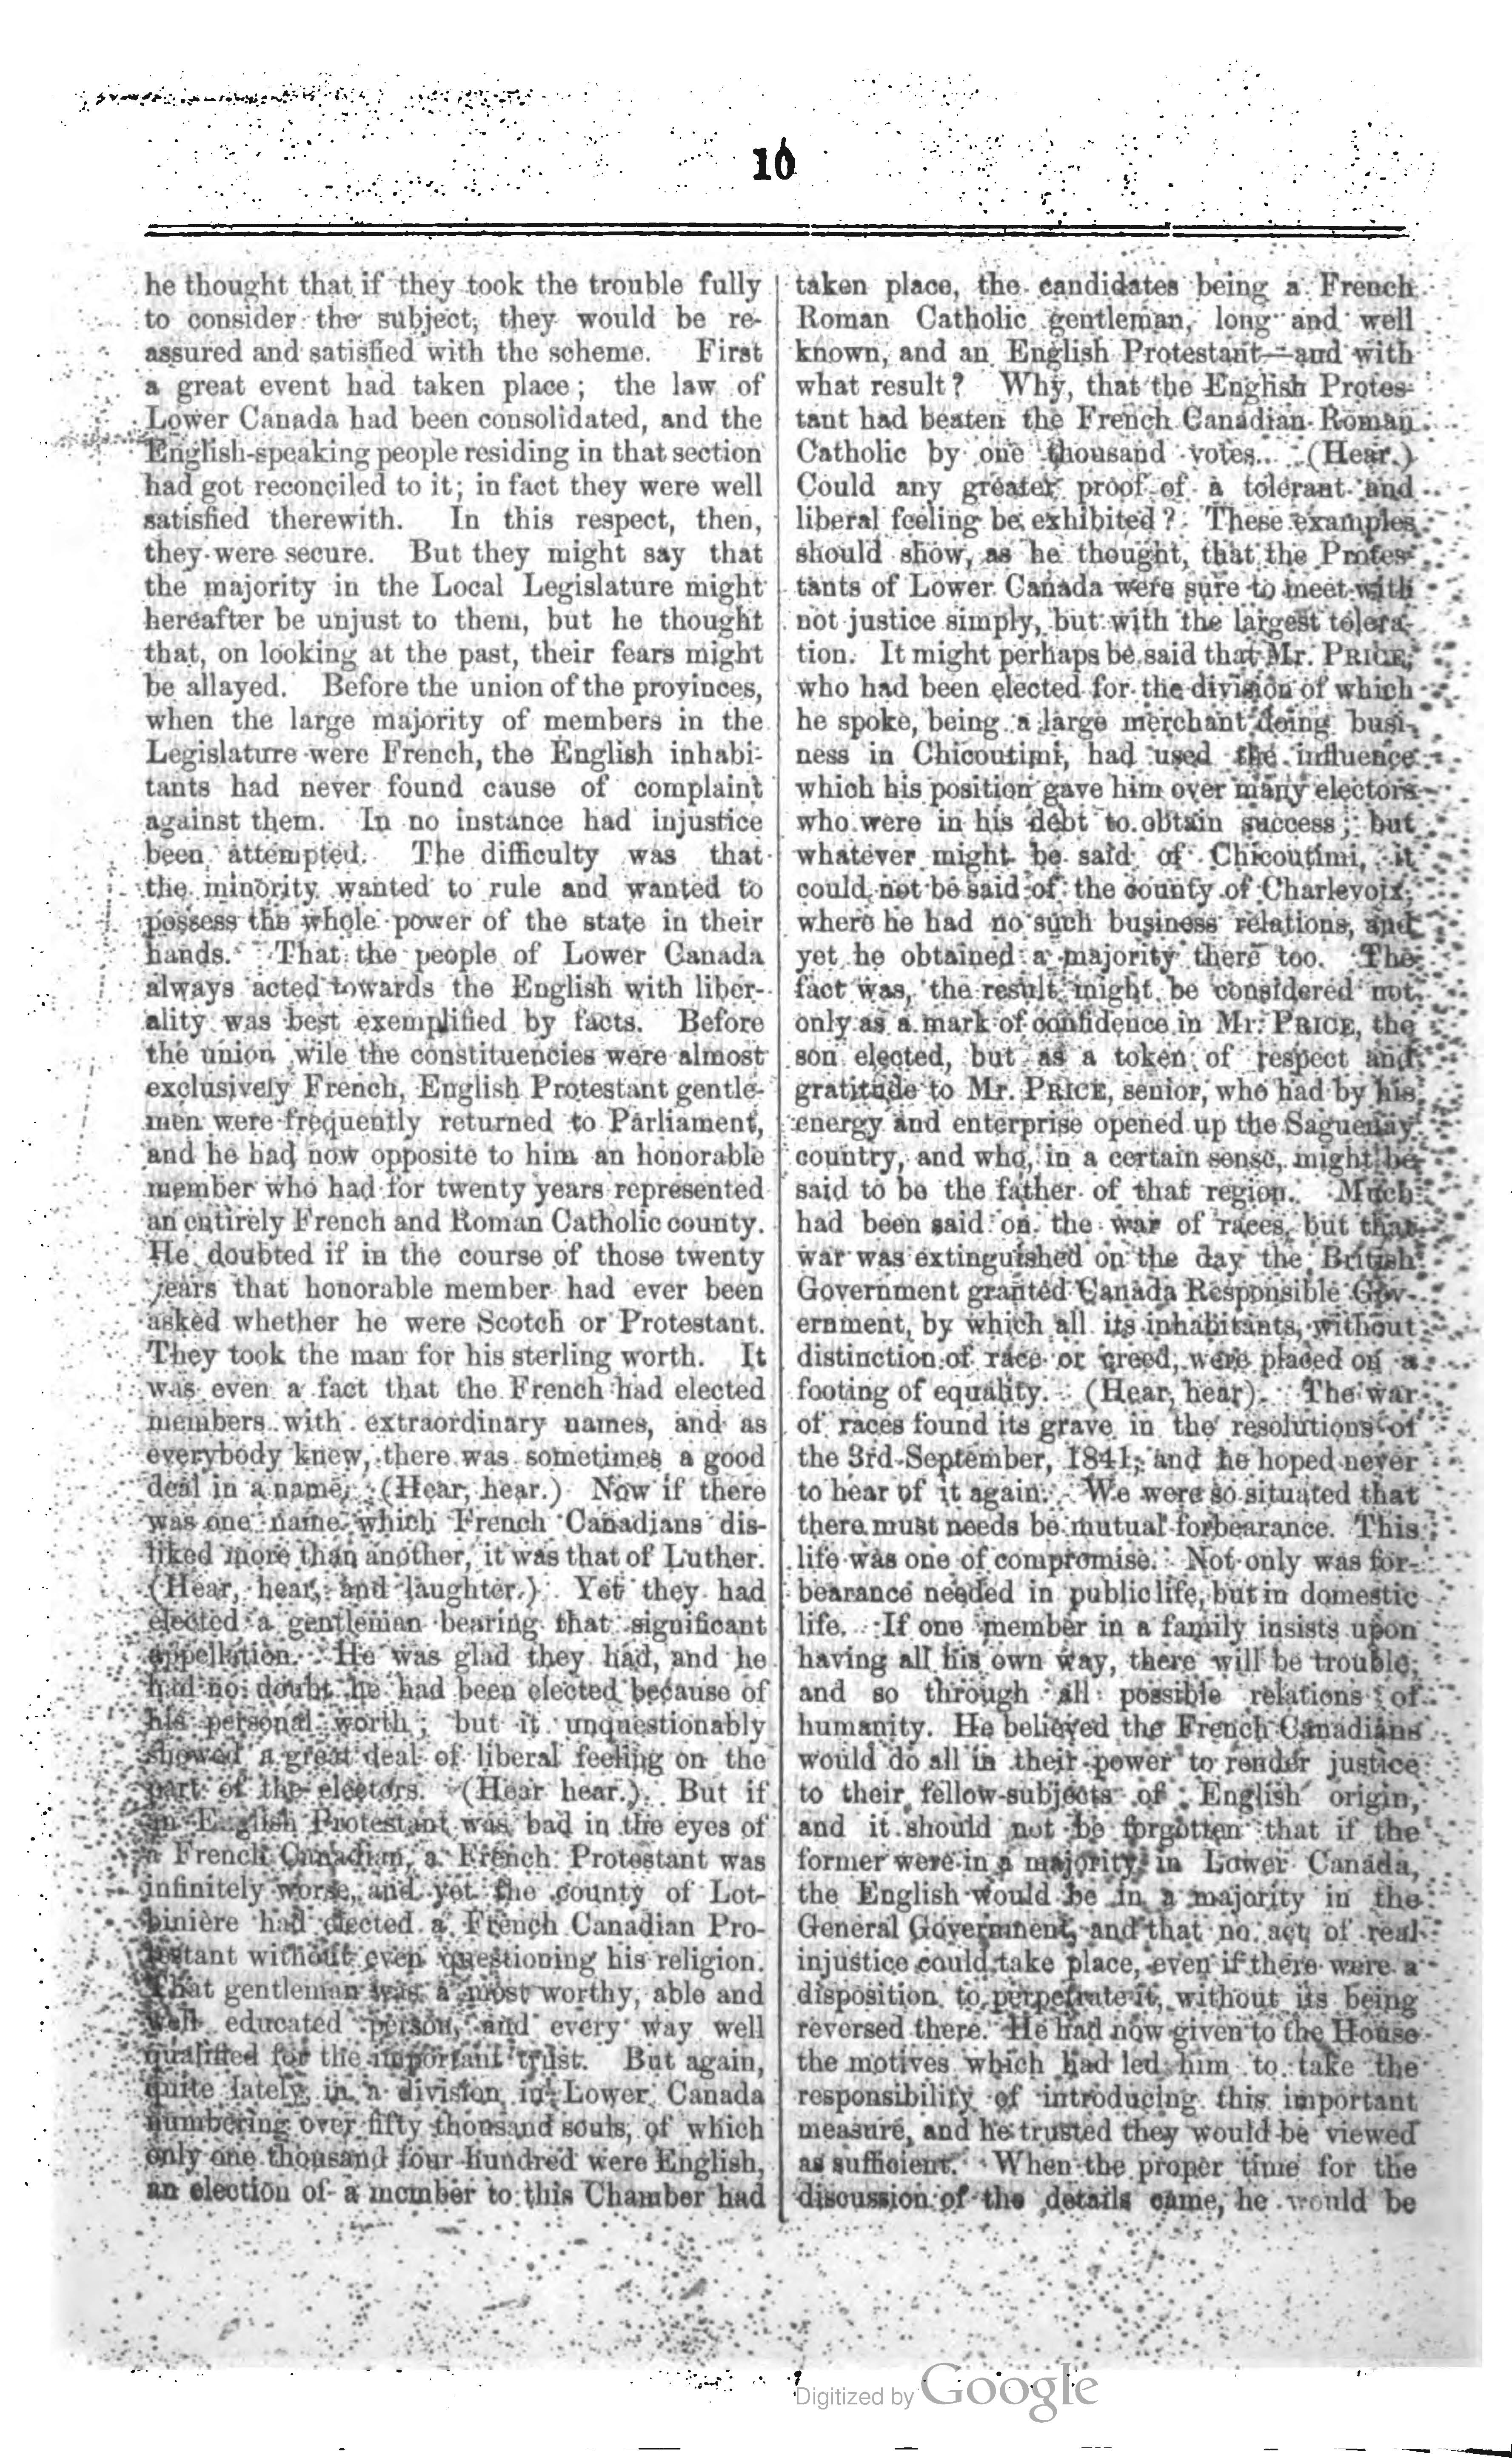 10
he thought that if they took the trouble fully
to consider the subject, they would be re-
assured and satisfied with the scheme. First
a great event had taken place; the law of
Lower Canada had been consolidated, and the
English-speaking people residing in that section
had got reconciled to it; in fact they were well
satisfied therewith. In this respect, then,
they were secure. But they might say that
the majority in the Local Legislature might
hereafter be unjust to them, but he thought
that, on looking at the past, their fears might
be allayed. Before the union of the provinces,
when the large majority of members in the
Legislature were French, the English inhabi-
tants had never found cause of complaint
against them. In no instance had injustice
been attempted. The difficulty was that
the minority wanted to rule and wanted to
possess the whole power of the state in their
hands. That the people of Lower Canada
always acted towards the English with liber-
ality was best exemplified by facts. Before
the union wile the constituencies were almost
exclusively French, English Protestant gentle-
men were frequently returned to Parliament,
and he had now opposite to him an honorable
member who had for twenty years represented
an entirely French and Roman Catholic county.
He doubted if in the course of those twenty
years that honorable member had ever been
asked whether he were Scotch or Protestant.
They took the man for his sterling worth. It
was even a fact that the French had elected
members with extraordinary names, and as
everybody knew, there was sometimes a good
deal in a name. (Hear, hear.) Now if there
was one name which French Canadians dis-
liked more than another, it was that of Luther.
(Hear, hear, and laughter.) Yet they had
elected a gentleman bearing that significant
appellation. He was glad they had, and he
had no doubt he had been elected because of
his personal worth; but it unquestionably
showed a great deal of liberal feeling on the
part of the electors. (Hear hear.) But if
an English Protestant was bad in the eyes of
a French Canadian, a French Protestant was
infinitely worse, and yet the county of Lot-
binière had elected a French Canadian Pro-
testant without even questioning his religion.
That gentleman was a most worthy, able and
well educated person, and every way well
qualified for the important trust. But again,
quite lately, in a division in Lower Canada
numbering over fifty thousand souls, of which
only one thousand four hundred were English,
an election of a member to this Chamber had
taken place, the candidates being a French
Roman Catholic gentleman, long and well
known, and an English Protestant—and with
what result? Why, that the English Protes-
tant had beaten the French Canadian Roman
Catholic by one thousand votes. (Hear.)
Could any greater proof of a tolerant and
liberal feeling be exhibited? These examples
should show, as he thought, that the Protes-
tants of Lower Canada were sure to meet with
not justice simply, but with the largest tolera-
tion. It might perhaps be said that Mr. PRICE,
who had been elected for the division of which
he spoke, being a large merchant doing busi-
ness in Chicoutimi, had used the influence
which his position gave him over many electors
who were in his debt to obtain success; but
whatever might be said of Chicoutimi, it
could not be said of the county of Charlevoix,
where he had no such business relations, and
yet he obtained a majority there too. The
fact was, the result might be considered not
only as a mark of confidence in Mr. PRICE, the
son elected, but as a token of respect and
gratitude to Mr. PRICE, senior, who had by his
energy and enterprise opened up the Saguenay
country, and who, in a certain sense, might be
said to be the father of that region. Much
had been said on the war of races, but that
war was extinguished on the day the British
Government granted Canada Responsible Gov-
ernment, by which all its inhabitants, without
distinction of race or creed, were placed on a
footing of equality. (Hear, hear). The war
of races found its grave in the resolutions of
the 3rd September, 1841, and he hoped never
to hear of it again. We were so situated that
there must needs be mutual forbearance. This
life was one of compromise. Not only was for-
bearance needed in public life, but in domestic
life. If one member in a family insists upon
having all his own way, there will be trouble,
and so through all possible relations of
humanity. He believed the French Canadians
would do all in their power to render justice
to their fellow-subjects of English origin,
and it should not be forgotten that if the
former were in a majority in Lower Canada,
the English would be in a majority in the
General Government, and that no act of real
injustice could take place, even if there were a
disposition to perpetrate it, without its being
reversed there. He had now given to the House
the motives which had led him to take the
responsibility of introducing this important
measure, and he trusted they would be viewed
as sufficient. When the proper time for the
discussion of the details came, he would be
Digitized by Google